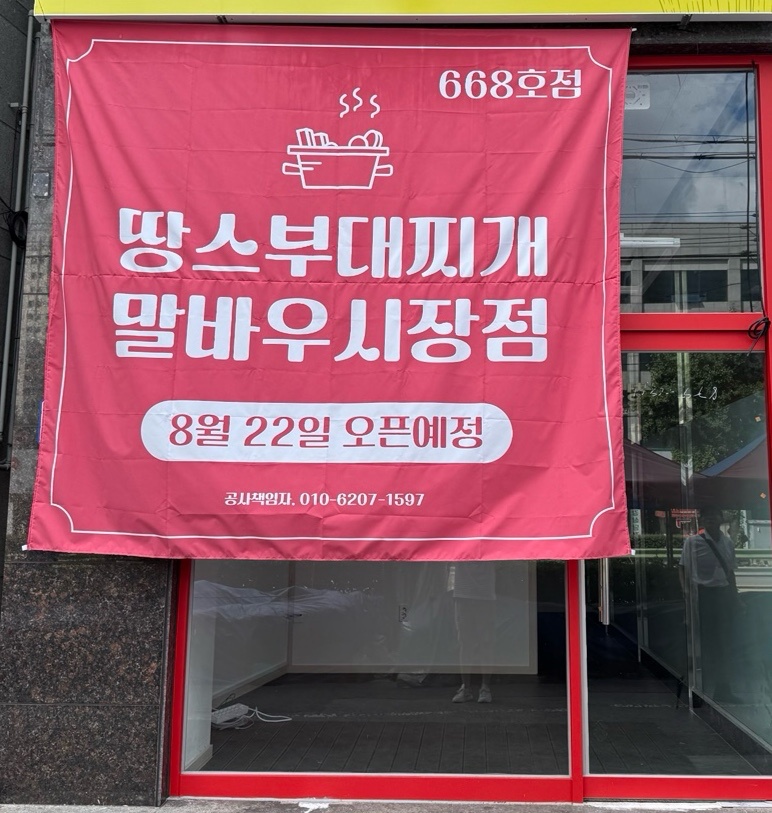 668호점
땅스부대찌개
말바우시장점
8월 22일 오픈예정
공사책임자. 010-6207-1597